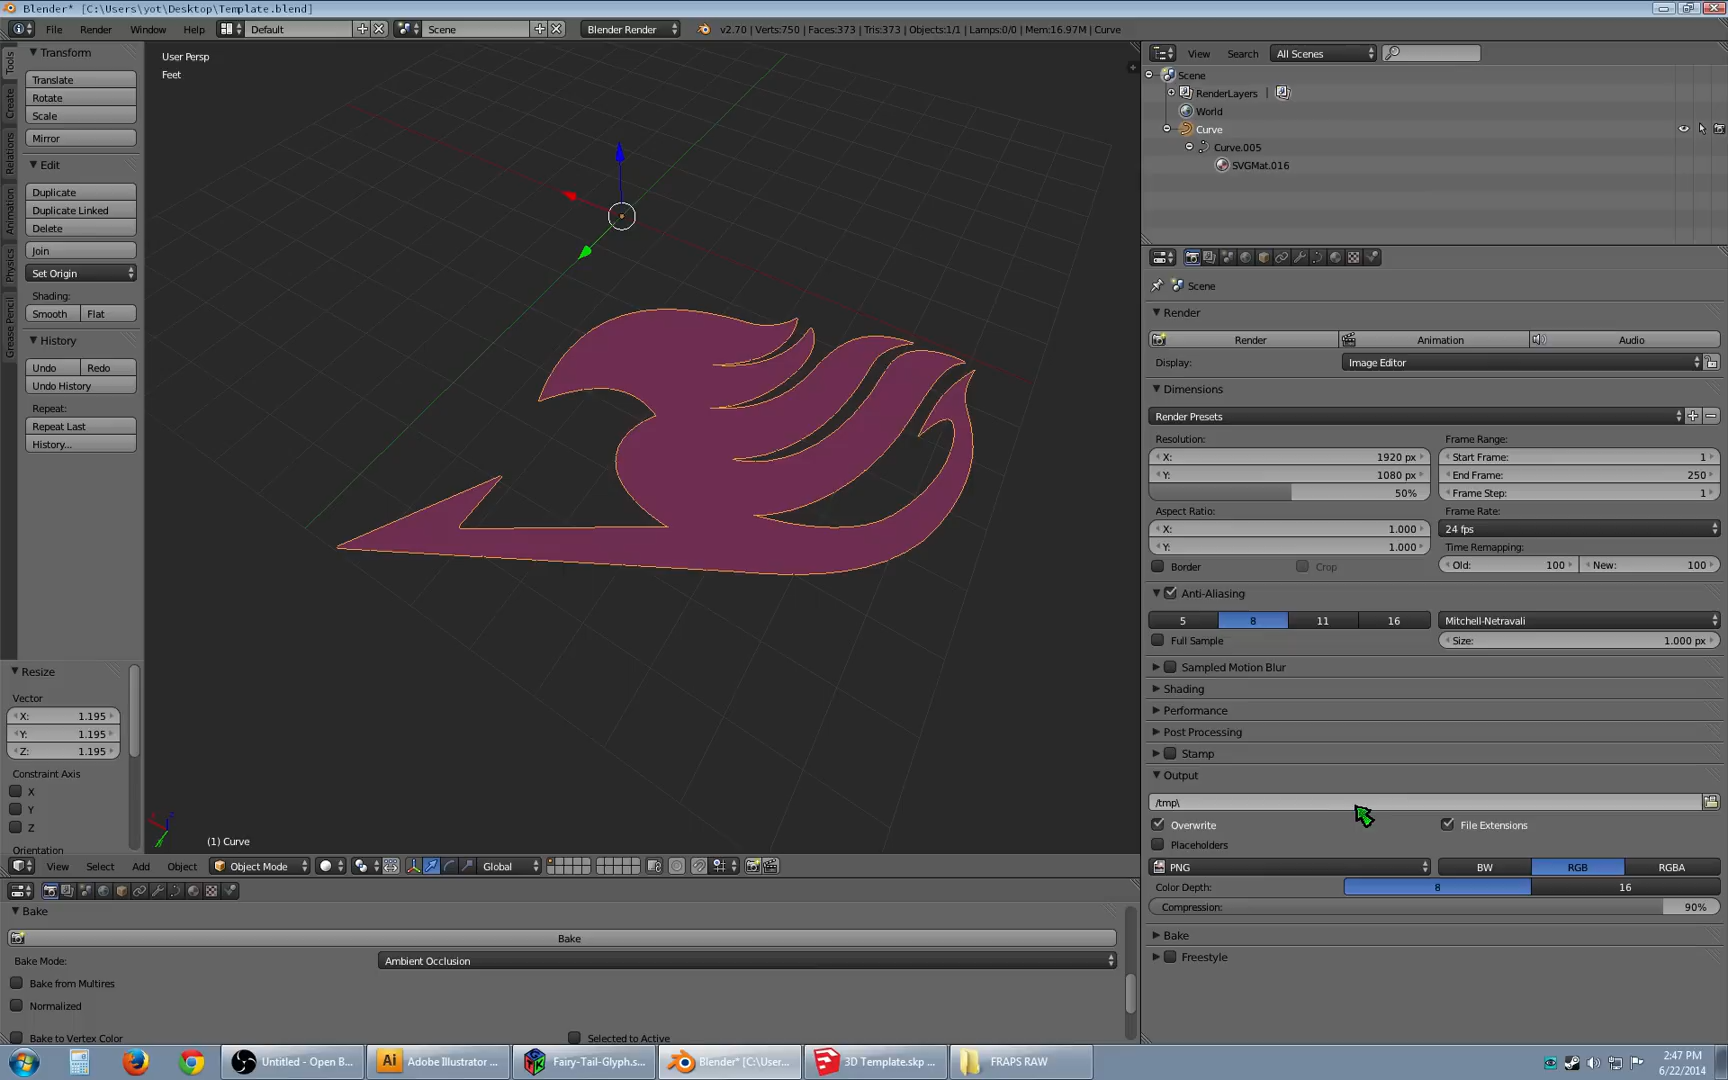 Blender* [C:\Users\yot\Desktop\Template.blend]
File Render Window Help Default Scene Blender Render v2.70 | Verts:750 | Faces:373 | Tris:373 | Objects:1/1 | Lamps:0/0 | Mem:16.97M | Curve
Tools
Create
Relations
Animation
Physics
Grease Pencil
Transform
Translate
Rotate
Scale
Mirror
Edit
Duplicate
Duplicate Linked
Delete
Join
Set Origin
Shading:
Smooth Flat
History
Undo Redo
Undo History
Repeat:
Repeat Last
History...
Resize
Vector
X: 1.195
Y: 1.195
Z: 1.195
Constraint Axis
X
Y
Z
Orientation
User Persp
Feet
(1) Curve
View Select Add Object Object Mode Global
Bake
Bake
Bake Mode: Ambient Occlusion
Bake from Multires
Normalized
Bake to Vertex Color Selected to Active
View Search All Scenes
Scene
RenderLayers |
World
Curve
Curve.005
SVGMat.016
Scene
Render
Render Animation Audio
Display: Image Editor
Dimensions
Render Presets
Resolution: Frame Range:
X: 1920 px Start Frame: 1
Y: 1080 px End Frame: 250
50% Frame Step: 1
Aspect Ratio: Frame Rate:
X: 1.000 24 fps
Y: 1.000 Time Remapping:
Border Crop Old: 100 New: 100
Anti-Aliasing
5 8 11 16 Mitchell-Netravali
Full Sample Size: 1.000 px
Sampled Motion Blur
Shading
Performance
Post Processing
Stamp
Output
/tmp\
Overwrite File Extensions
Placeholders
PNG BW RGB RGBA
Color Depth: 8 16
Compression: 90%
Bake
Freestyle
Untitled - Open B... Adobe Illustrator ... Fairy-Tail-Glyph.s... Blender* [C:\User... 3D Template.skp ... FRAPS RAW
2:47 PM
6/22/2014